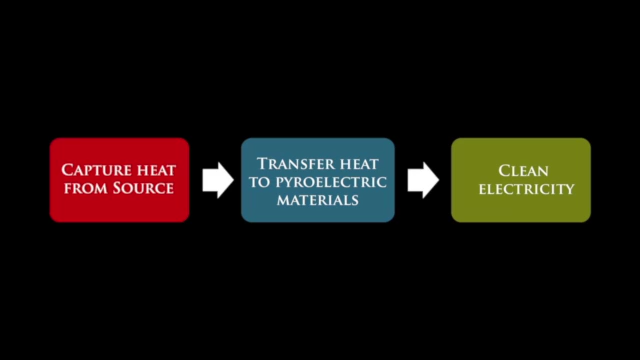 Capture heat
from Source
Transfer heat
to pyroelectric
materials
Clean
electricity